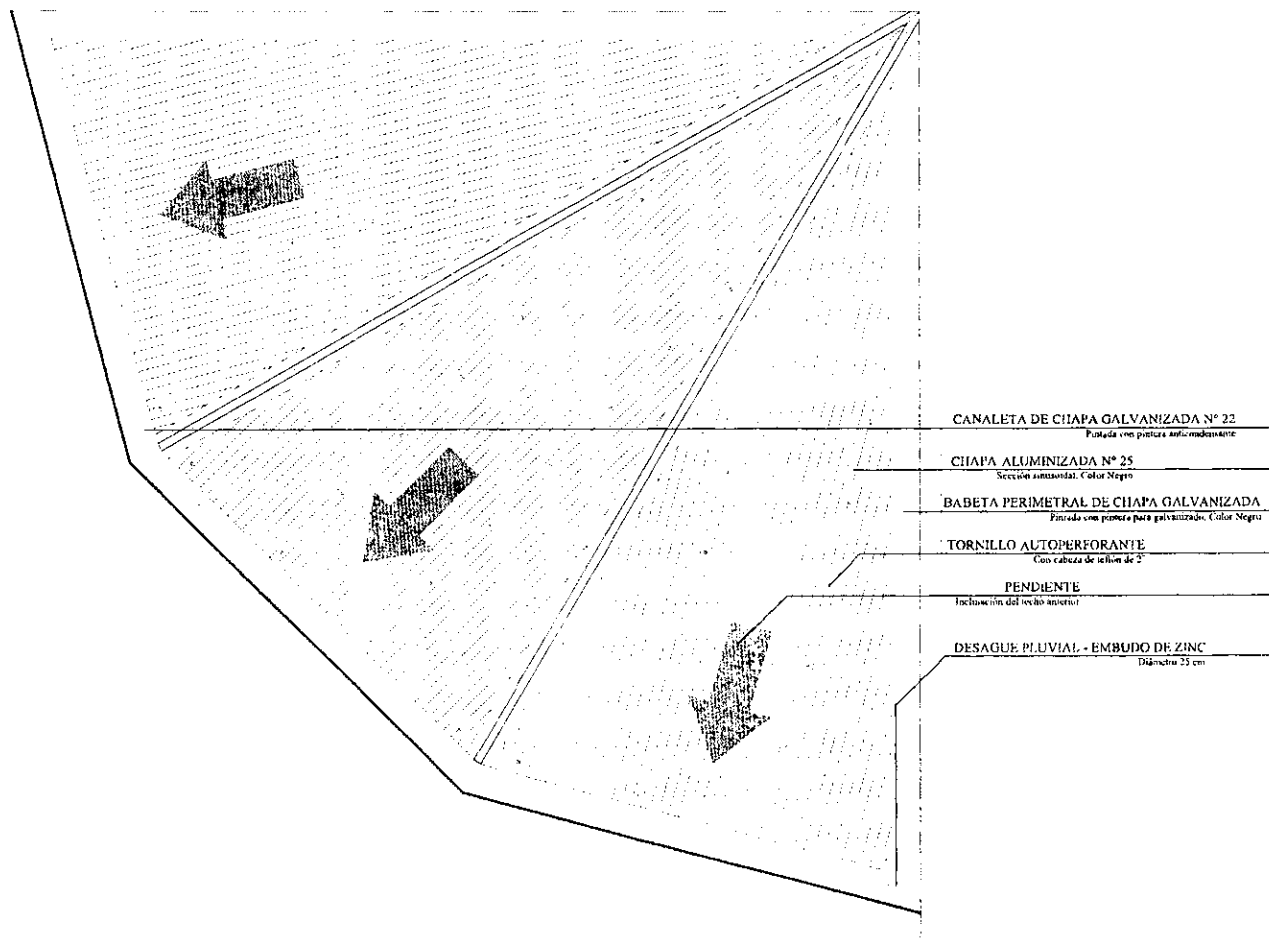 CANALETA DE CHAPA GALVANIZADA Nº 22
Pintada con pintura anticondensante
CHAPA ALUMINIZADA Nº 25
Sección sinusoidal. Color Negro
BABETA PERIMETRAL DE CHAPA GALVANIZADA
Pintada con pintura para galvanizado. Color Negro
TORNILLO AUTOPERFORANTE
Con cabeza de teflón de 2"
PENDIENTE
Inclinación del techo anterior
DESAGUE PLUVIAL - EMBUDO DE ZINC
Diámetro 25 cm